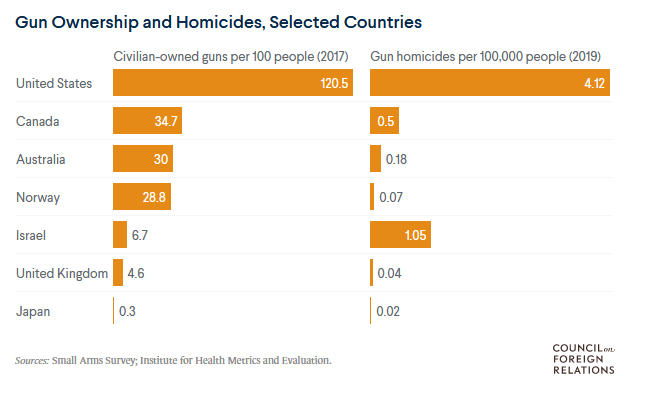 Gun Ownership and Homicides, Selected Countries
Civilian-owned guns per 100 people (2017) Gun homicides per 100,000 people (2019)
United States 120.5 4.12
Canada 34.7 0.5
Australia 30 0.18
Norway 28.8 0.07
Israel 6.7 1.05
United Kingdom 4.6 0.04
Japan 0.3 0.02
Sources: Small Arms Survey; Institute for Health Metrics and Evaluation.
COUNCIL on
FOREIGN
RELATIONS